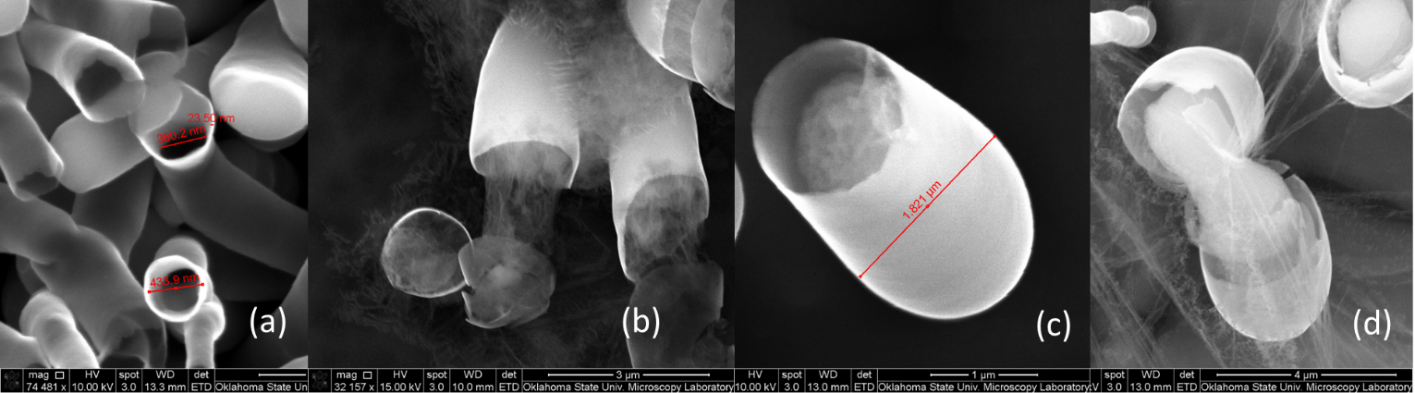 23.50 nm
350.2 nm
433.9 nm
(a)
mag HV spot WD det
74 481 x 10.00 kV 3.0 13.3 mm ETD Oklahoma State Un
(b)
mag HV spot WD det 3 µm
32 157 x 15.00 kV 3.0 10.0 mm ETD Oklahoma State Univ. Microscopy Laboratory
1.821 µm
(c)
HV spot WD det 1 µm
10.00 kV 3.0 13.0 mm ETD Oklahoma State Univ. Microscopy Laboratory
(d)
V spot WD det 4 µm
kV 3.0 13.0 mm ETD Oklahoma State Univ. Microscopy Laboratory